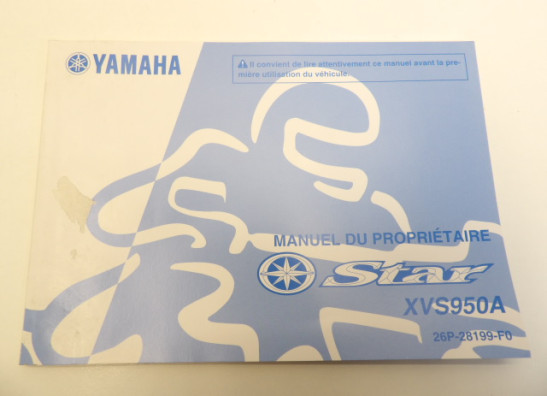 YAMAHA
Il convient de lire attentivement ce manuel avant la pre-
mière utilisation du véhicule.
MANUEL DU PROPRIÉTAIRE
Star
XVS950A
26P-28199-F0